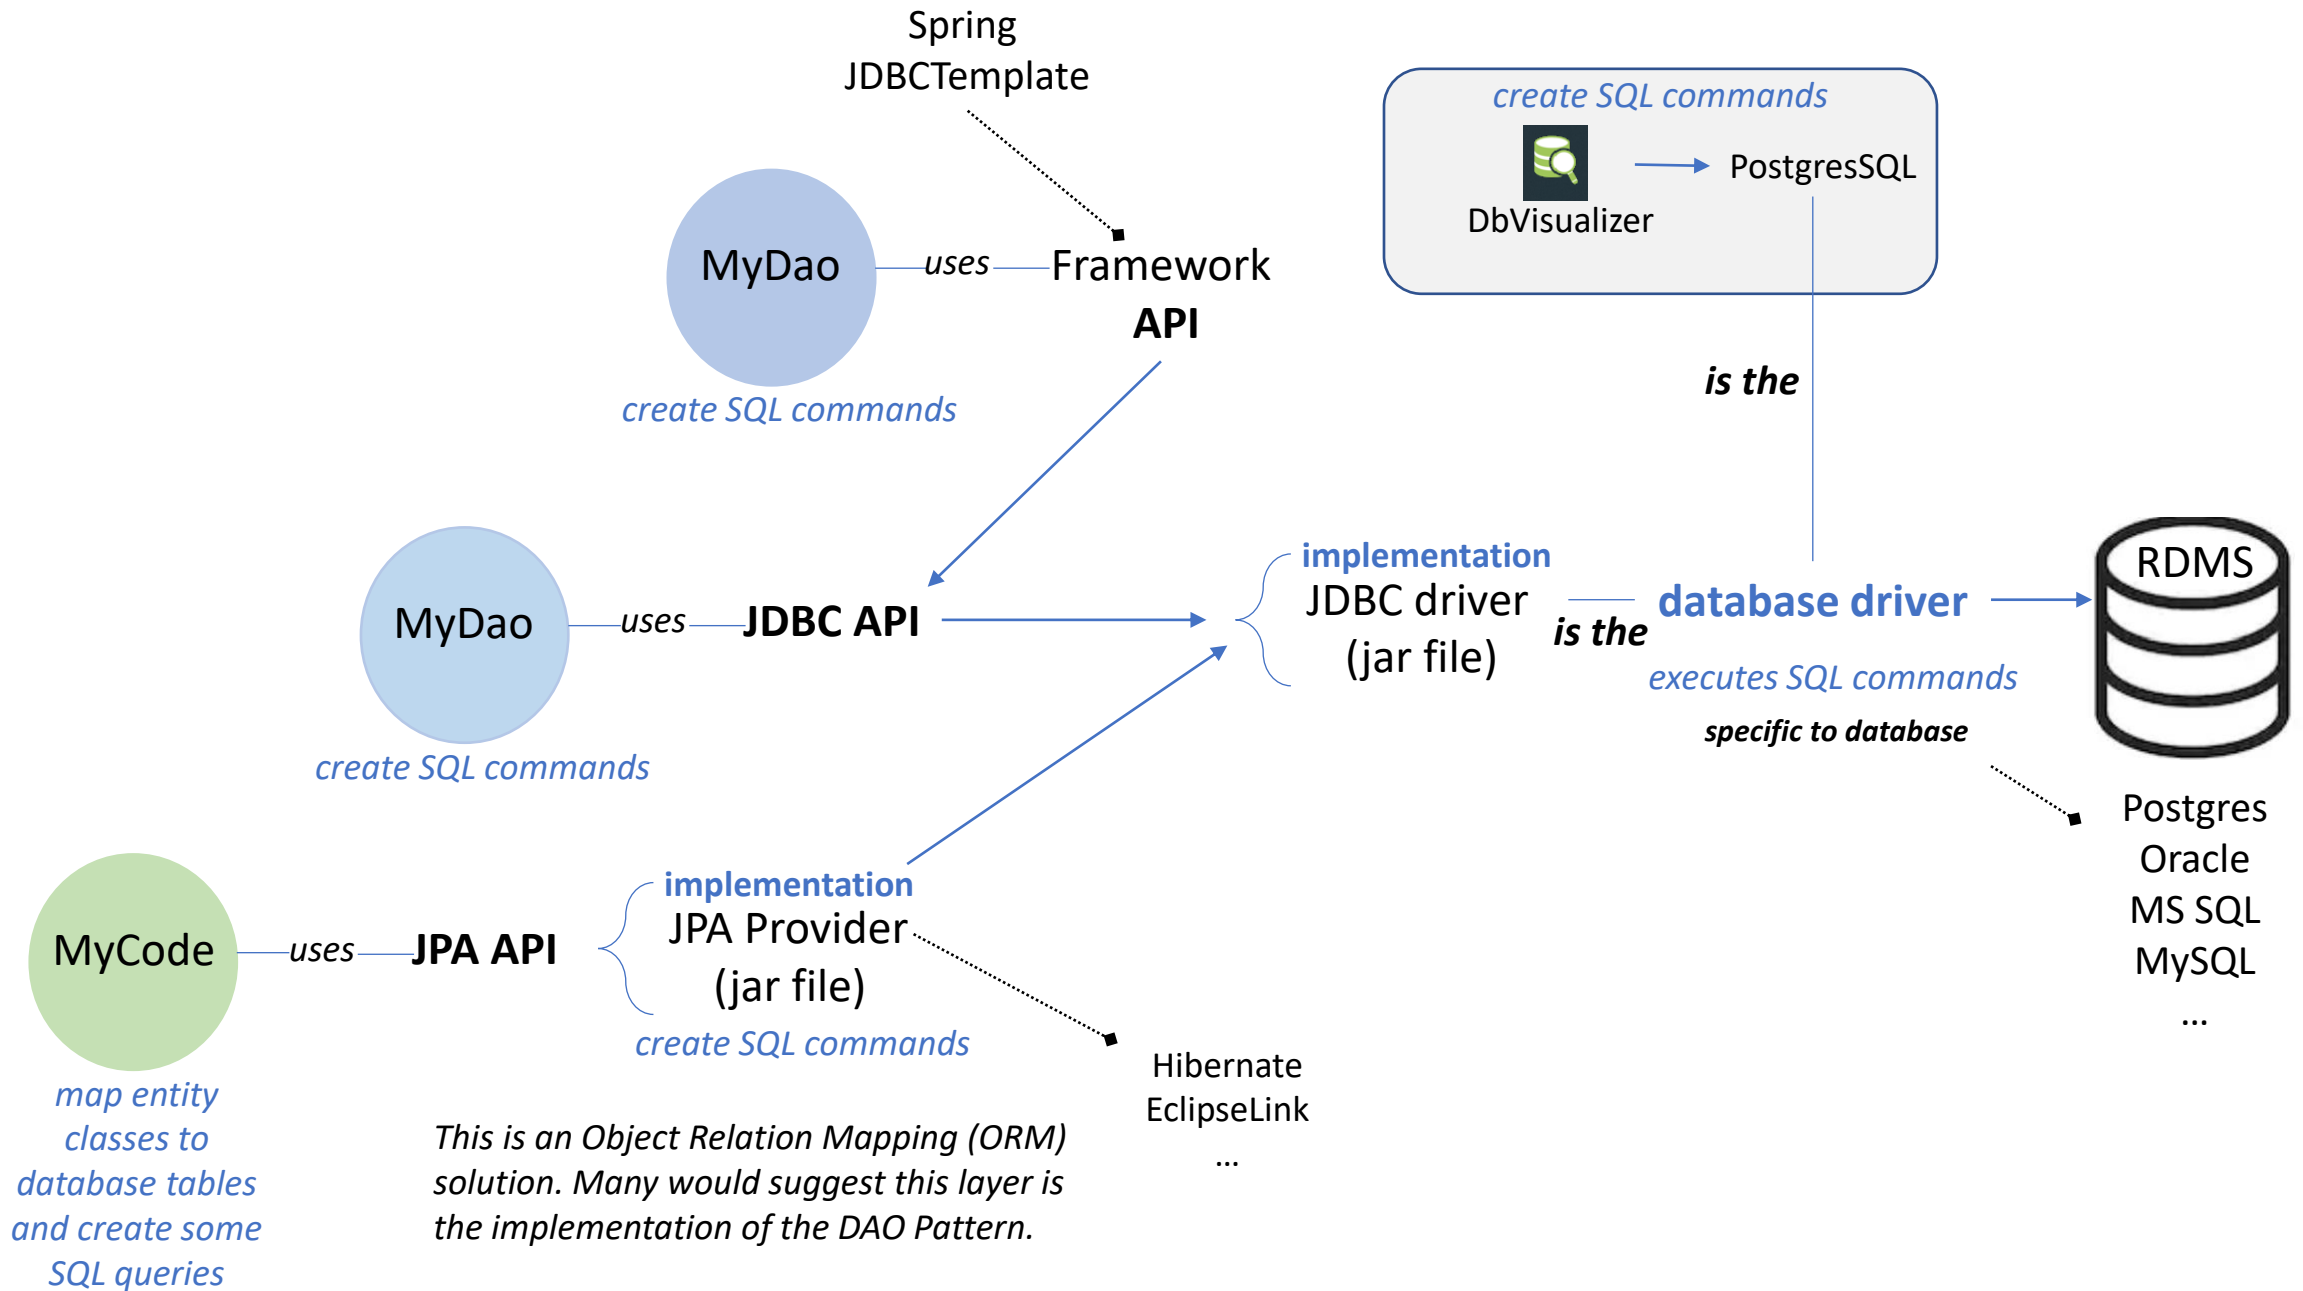 Spring
JDBCTemplate
create SQL commands
DbVisualizer
PostgresSQL
MyDao
uses
Framework
API
create SQL commands
is the
MyDao
uses
JDBC API
create SQL commands
implementation
JDBC driver
(jar file)
is the
database driver
executes SQL commands
specific to database
RDMS
Postgres
Oracle
MS SQL
MySQL
...
MyCode
uses
JPA API
implementation
JPA Provider
(jar file)
create SQL commands
Hibernate
EclipseLink
...
map entity
classes to
database tables
and create some
SQL queries
This is an Object Relation Mapping (ORM)
solution. Many would suggest this layer is
the implementation of the DAO Pattern.